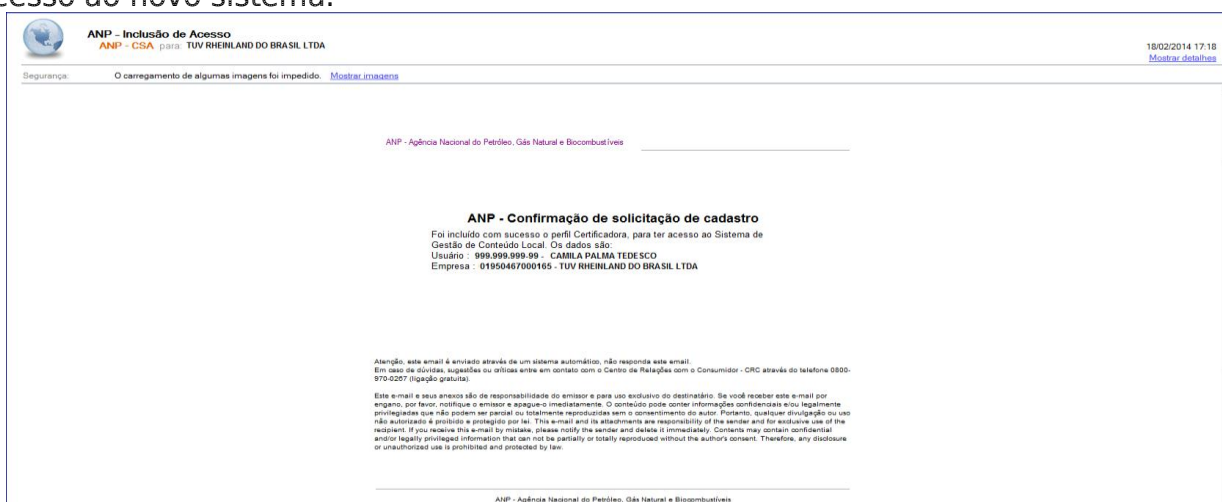 cesso ao novo sistema.
ANP - Inclusão de Acesso
ANP - CSA para: TUV RHEINLAND DO BRASIL LTDA
18/02/2014 17:18
Mostrar detalhes
Segurança: O carregamento de algumas imagens foi impedido. Mostrar imagens
ANP - Agência Nacional do Petróleo, Gás Natural e Biocombustíveis
ANP - Confirmação de solicitação de cadastro
Foi incluído com sucesso o perfil Certificadora, para ter acesso ao Sistema de
Gestão de Conteúdo Local. Os dados são:
Usuário : 999.999.999-99 - CAMILA PALMA TEDESCO
Empresa : 01950467000165 - TUV RHEINLAND DO BRASIL LTDA
Atenção, este email é enviado através de um sistema automático, não responda este email.
Em caso de dúvidas, sugestões ou críticas entre em contato com o Centro de Relações com o Consumidor - CRC através do telefone 0800-
970-0267 (ligação gratuita).
Este e-mail e seus anexos são de responsabilidade do emissor e para uso exclusivo do destinatário. Se você receber este e-mail por
engano, por favor, notifique o emissor e apague-o imediatamente. O conteúdo pode conter informações confidenciais e/ou legalmente
privilegiadas que não podem ser parcial ou totalmente reproduzidas sem o consentimento do autor. Portanto, qualquer divulgação ou uso
não autorizado é proibido e protegido por lei. This e-mail and its attachments are responsibility of the sender and for exclusive use of the
recipient. If you receive this e-mail by mistake, please notify the sender and delete it immediately. Contents may contain confidential
and/or legally privileged information that can not be partially or totally reproduced without the author's consent. Therefore, any disclosure
or unauthorized use is prohibited and protected by law.
ANP - Agência Nacional do Petróleo, Gás Natural e Biocombustíveis